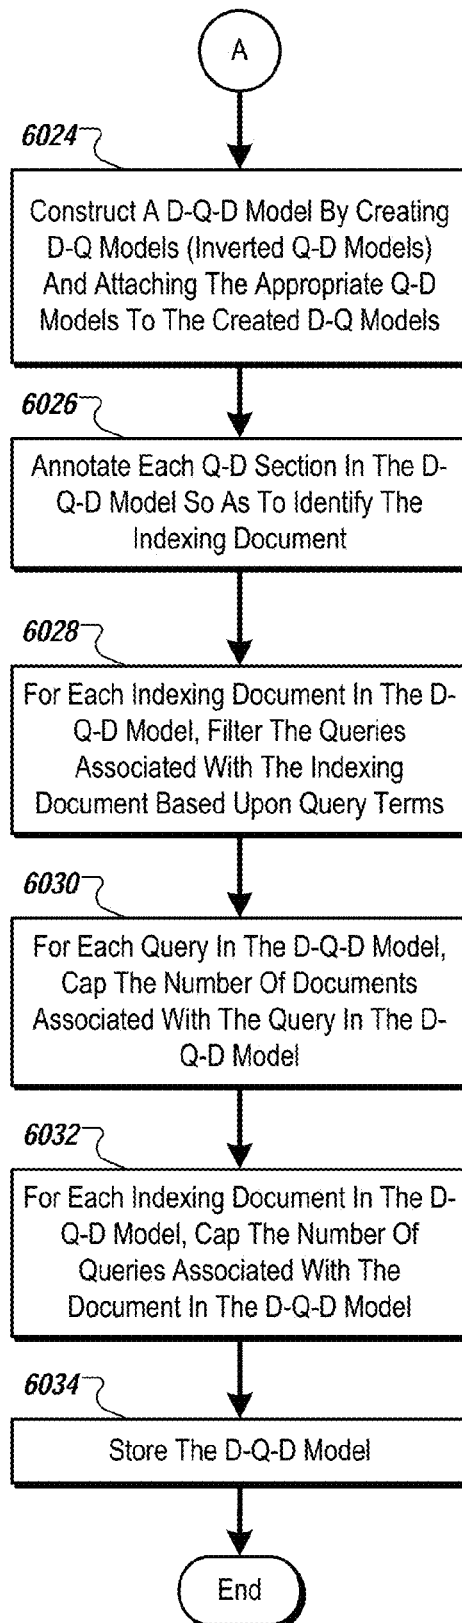 A
6024
Construct A D-Q-D Model By Creating
D-Q Models (Inverted Q-D Models)
And Attaching The Appropriate Q-D
Models To The Created D-Q Models
6026
Annotate Each Q-D Section In The D-
Q-D Model So As To Identify The
Indexing Document
6028
For Each Indexing Document In The D-
Q-D Model, Filter The Queries
Associated With The Indexing
Document Based Upon Query Terms
6030
For Each Query In The D-Q-D Model,
Cap The Number Of Documents
Associated With The Query In The D-
Q-D Model
6032
For Each Indexing Document In The D-
Q-D Model, Cap The Number Of
Queries Associated With The
Document In The D-Q-D Model
6034
Store The D-Q-D Model
End